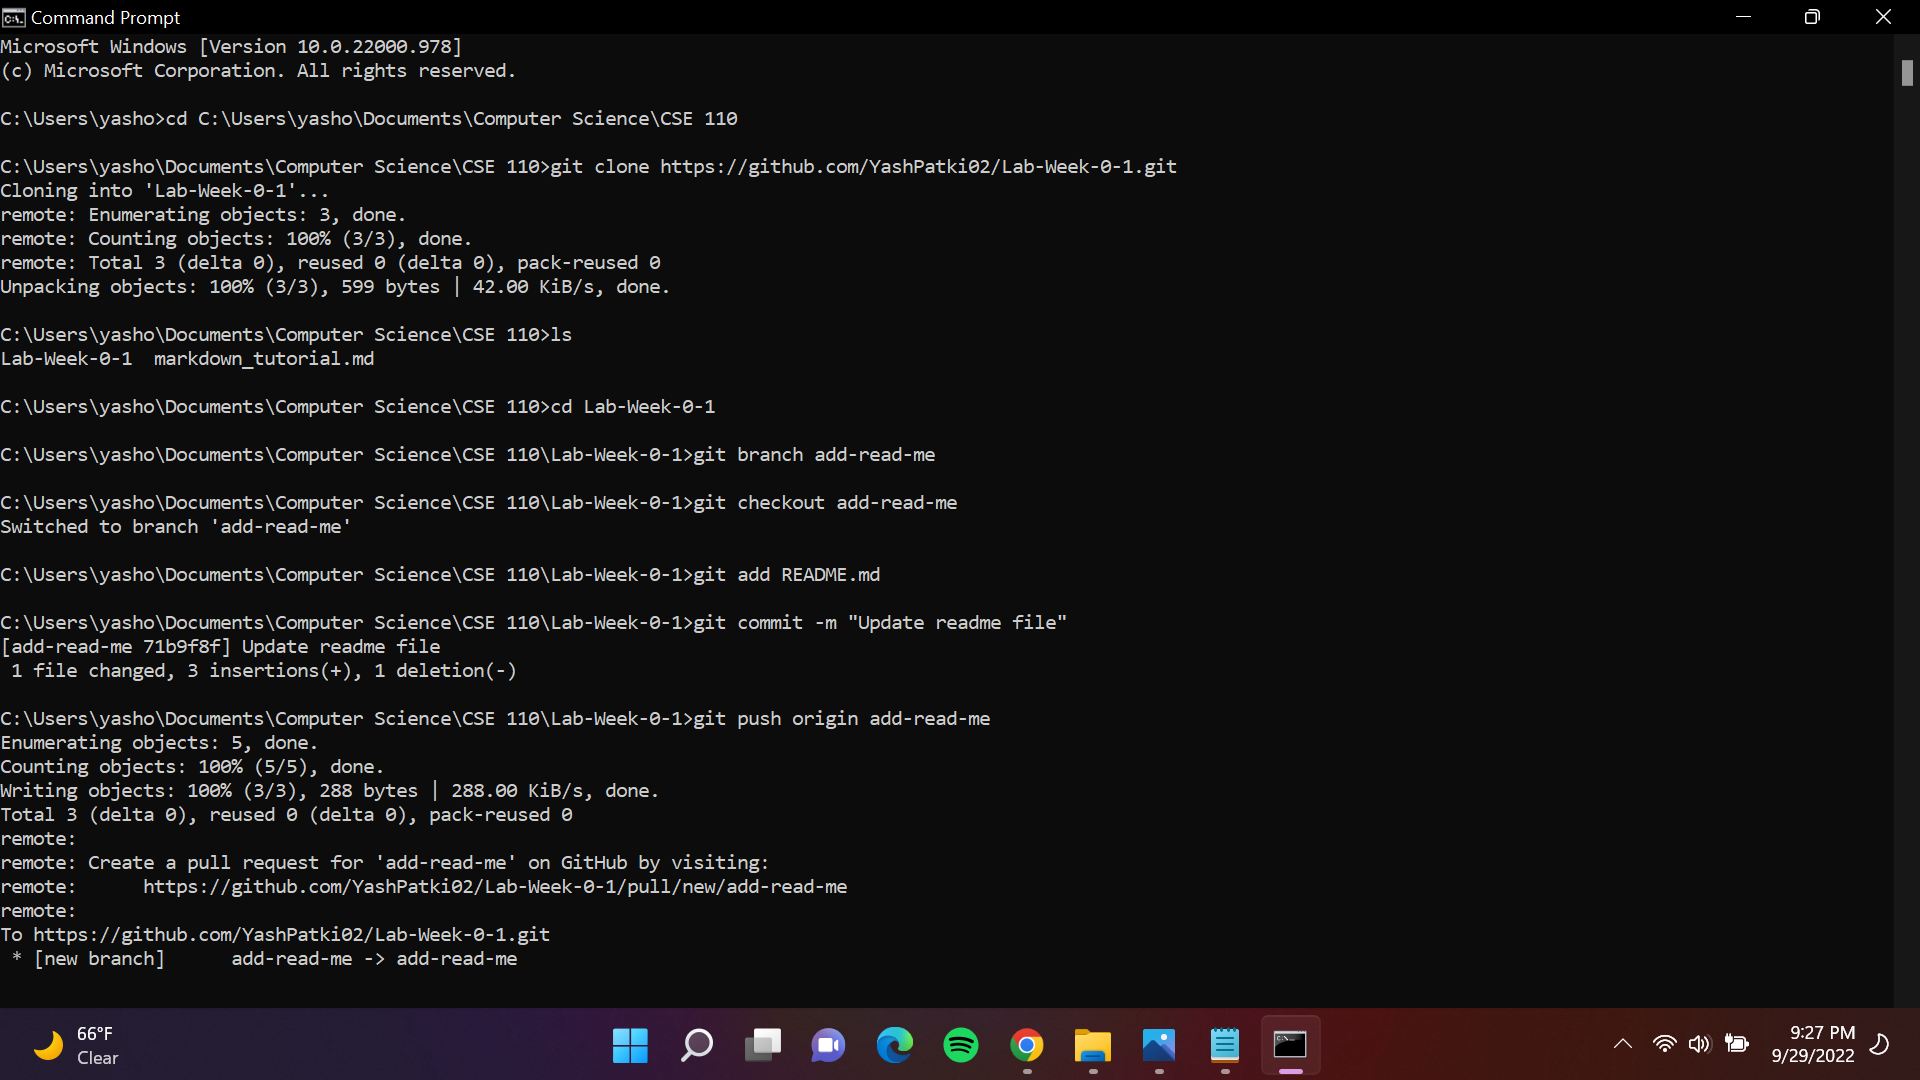 Command Prompt
Microsoft Windows [Version 10.0.22000.978]
(c) Microsoft Corporation. All rights reserved.
C:\Users\yasho>cd C:\Users\yasho\Documents\Computer Science\CSE 110
C:\Users\yasho\Documents\Computer Science\CSE 110>git clone https://github.com/YashPatki02/Lab-Week-0-1.git
Cloning into 'Lab-Week-0-1'...
remote: Enumerating objects: 3, done.
remote: Counting objects: 100% (3/3), done.
remote: Total 3 (delta 0), reused 0 (delta 0), pack-reused 0
Unpacking objects: 100% (3/3), 599 bytes | 42.00 KiB/s, done.
C:\Users\yasho\Documents\Computer Science\CSE 110>ls
Lab-Week-0-1  markdown_tutorial.md
C:\Users\yasho\Documents\Computer Science\CSE 110>cd Lab-Week-0-1
C:\Users\yasho\Documents\Computer Science\CSE 110\Lab-Week-0-1>git branch add-read-me
C:\Users\yasho\Documents\Computer Science\CSE 110\Lab-Week-0-1>git checkout add-read-me
Switched to branch 'add-read-me'
C:\Users\yasho\Documents\Computer Science\CSE 110\Lab-Week-0-1>git add README.md
C:\Users\yasho\Documents\Computer Science\CSE 110\Lab-Week-0-1>git commit -m "Update readme file"
[add-read-me 71b9f8f] Update readme file
 1 file changed, 3 insertions(+), 1 deletion(-)
C:\Users\yasho\Documents\Computer Science\CSE 110\Lab-Week-0-1>git push origin add-read-me
Enumerating objects: 5, done.
Counting objects: 100% (5/5), done.
Writing objects: 100% (3/3), 288 bytes | 288.00 KiB/s, done.
Total 3 (delta 0), reused 0 (delta 0), pack-reused 0
remote:
remote: Create a pull request for 'add-read-me' on GitHub by visiting:
remote:      https://github.com/YashPatki02/Lab-Week-0-1/pull/new/add-read-me
remote:
To https://github.com/YashPatki02/Lab-Week-0-1.git
 * [new branch]      add-read-me -> add-read-me
66°F
Clear
9:27 PM
9/29/2022